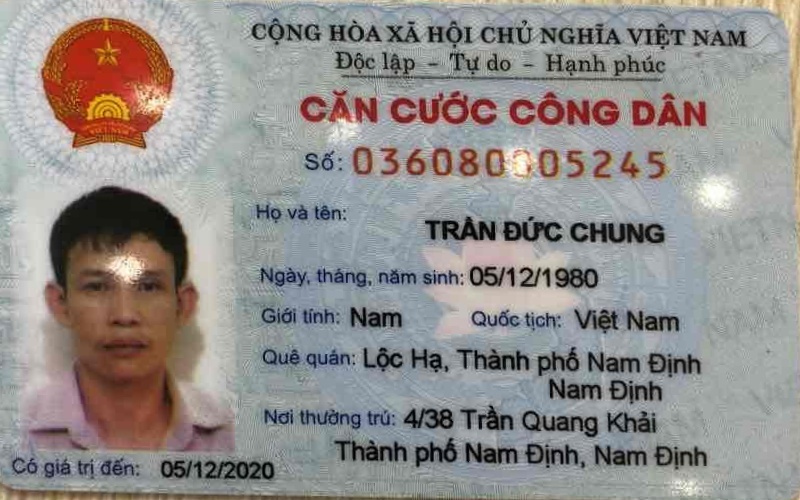 CỘNG HÒA XÃ HỘI CHỦ NGHĨA VIỆT NAM
Độc lập - Tự do - Hạnh phúc
CĂN CƯỚC CÔNG DÂN
Số: 036080005245
Họ và tên:
TRẦN ĐỨC CHUNG
Ngày, tháng, năm sinh: 05/12/1980
Giới tính: Nam Quốc tịch: Việt Nam
Quê quán: Lộc Hạ, Thành phố Nam Định
Nam Định
Nơi thường trú: 4/38 Trần Quang Khải
Thành phố Nam Định, Nam Định
Có giá trị đến: 05/12/2020
VIỆT NAM